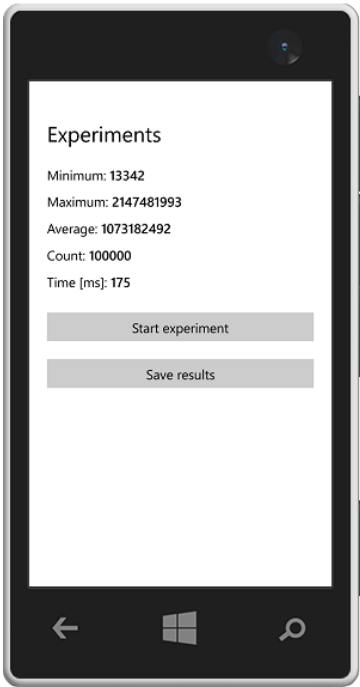 Experiments
Minimum: 13342
Maximum: 2147481993
Average: 1073182492
Count: 100000
Time [ms]: 175
Start experiment
Save results